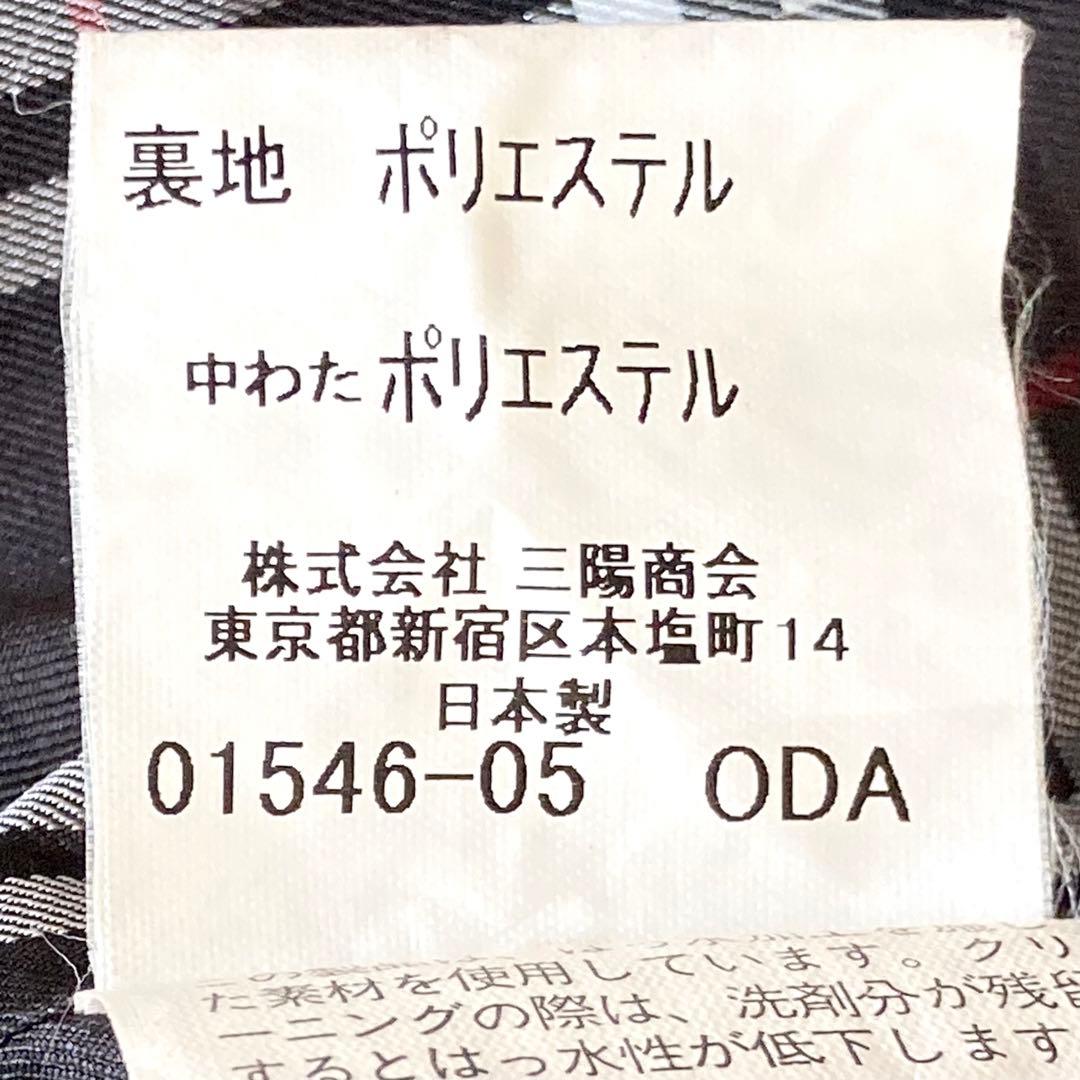 裏地 ポリエステル
中わた ポリエステル
株式会社 三陽商会
東京都新宿区本塩町14
日本製
01546-05 ODA
た素材を使用しています。クリ
ーニングの際は、洗剤分が残留
するとはっ水性が低下します